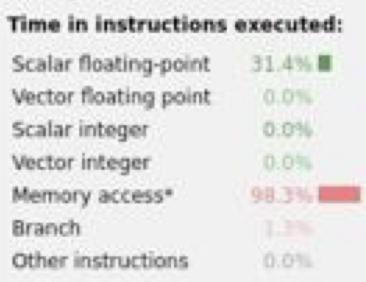 Time in instructions executed:
Scalar floating-point 31.4%
Vector floating point 0.0%
Scalar integer 0.0%
Vector integer 0.0%
Memory access* 98.3%
Branch 1.3%
Other instructions 0.0%